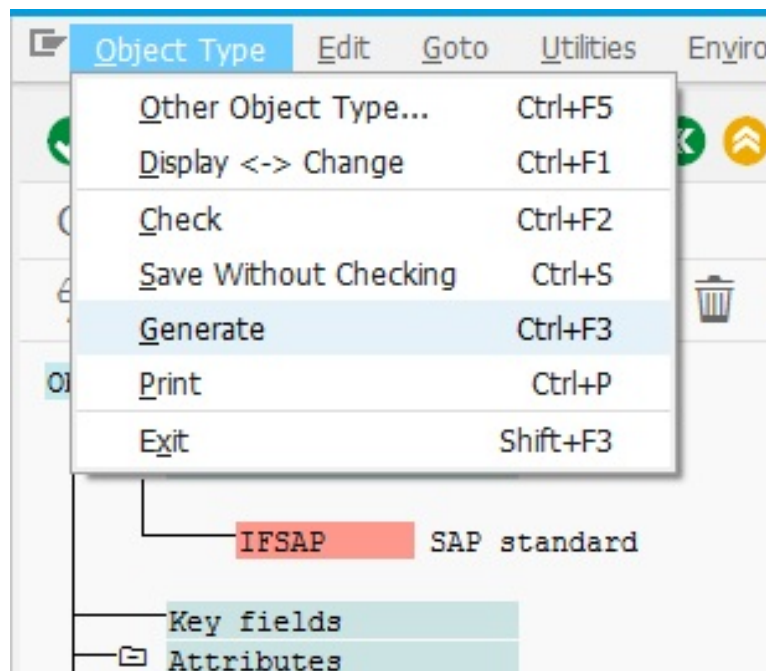 Object Type Edit Goto Utilities
Other Object Type... Ctrl+F5
Display <-> Change Ctrl+F1
Check Ctrl+F2
Save Without Checking Ctrl+S
Generate Ctrl+F3
Print Ctrl+P
Exit Shift+F3
IFSAP SAP standard
Key fields
Attributes